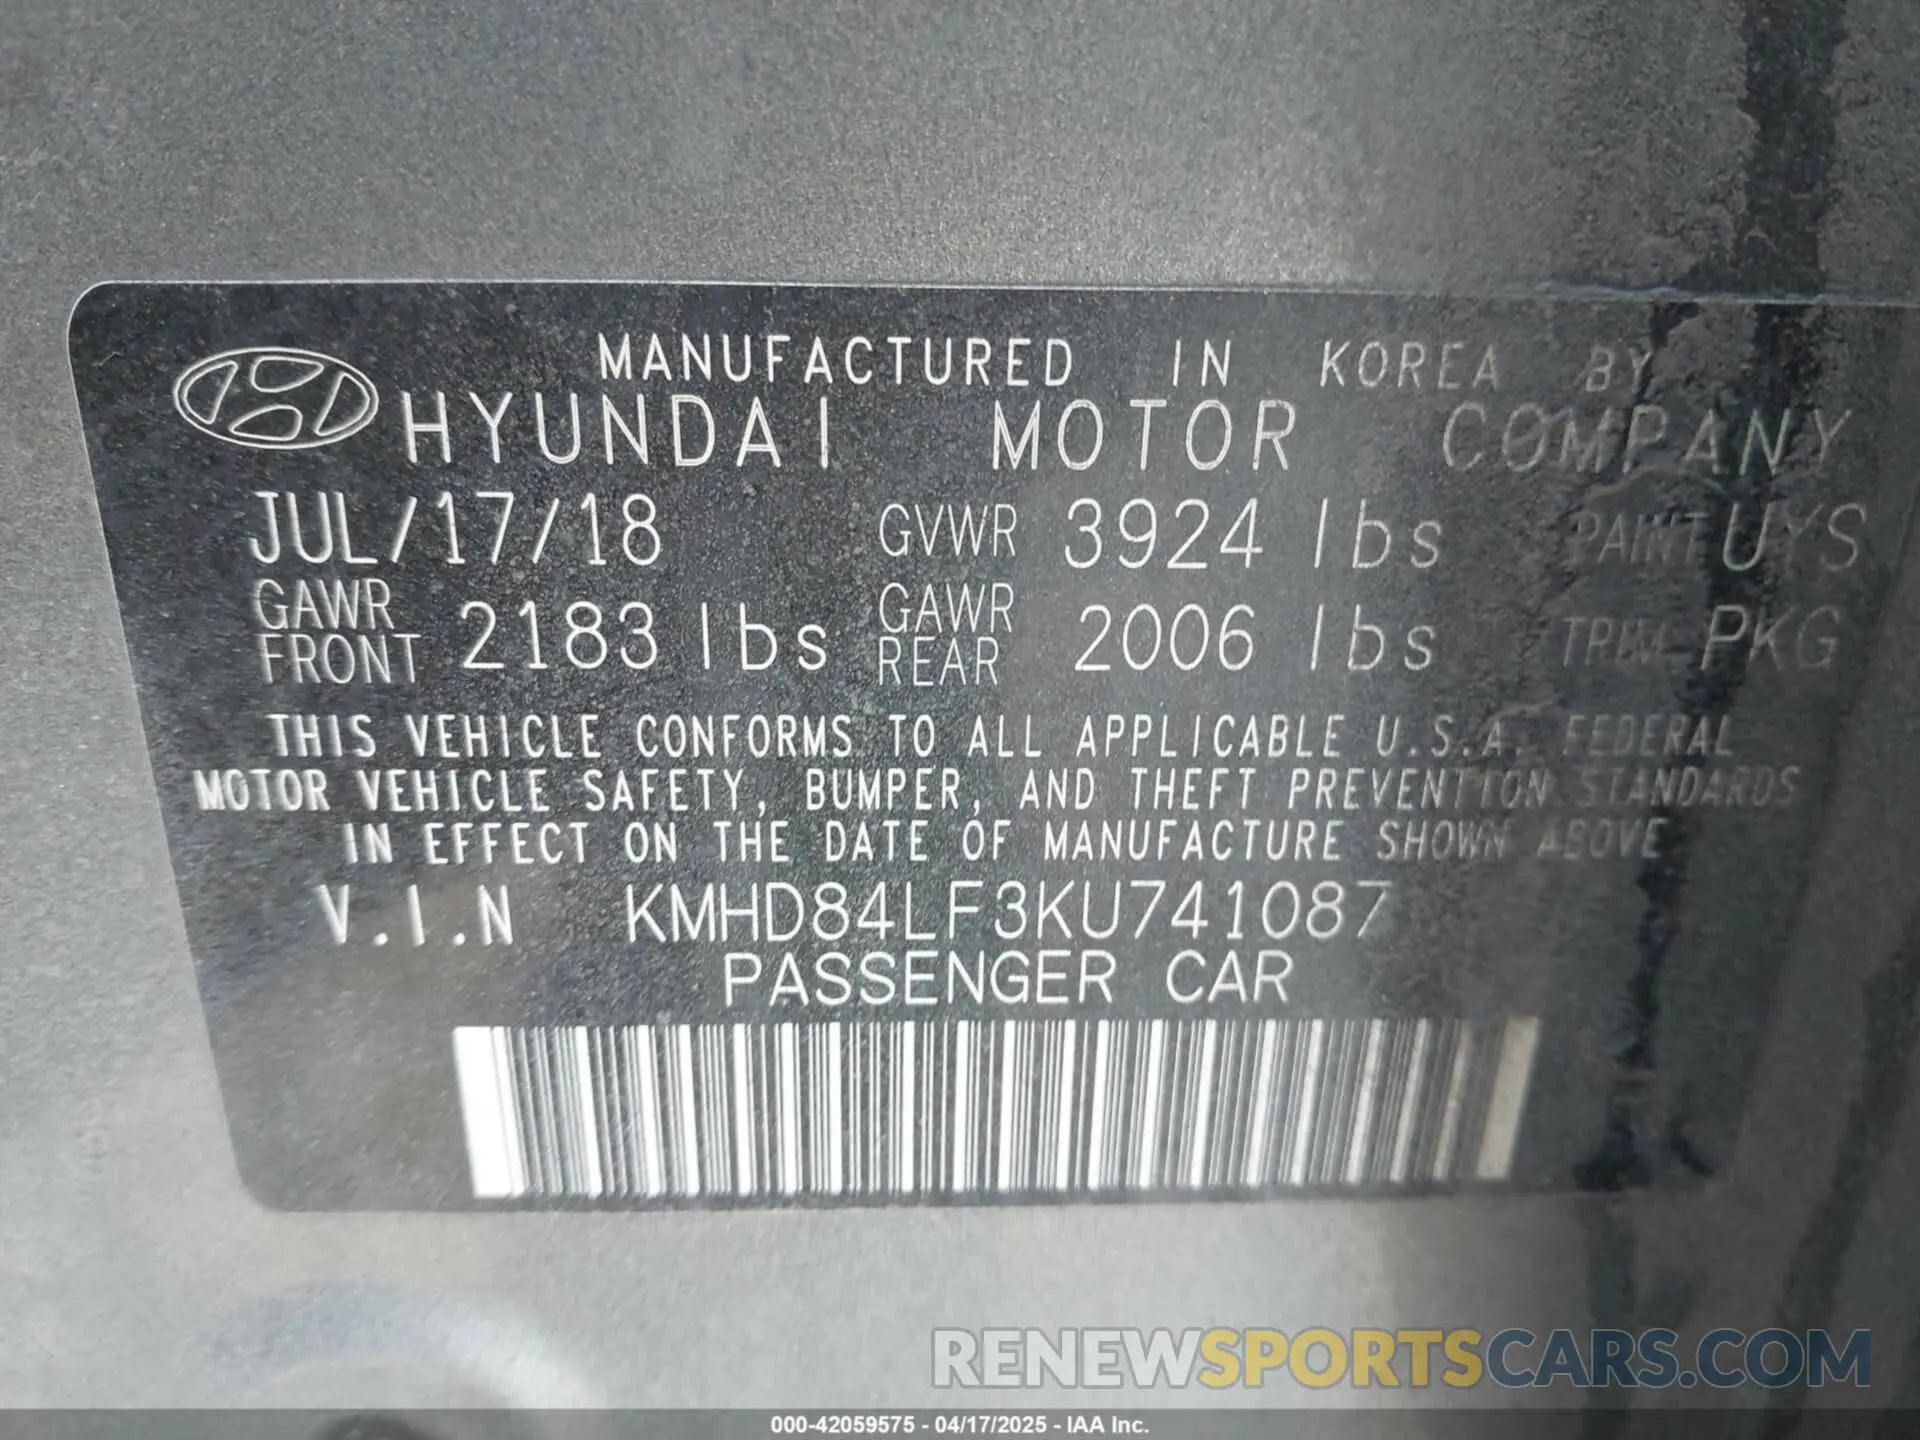 MANUFACTURED IN KOREA BY
HYUNDAI MOTOR COMPANY
JUL/17/18 GVWR 3924 lbs PAINT UYS
GAWR FRONT 2183 lbs GAWR REAR 2006 lbs TRIM PKG
THIS VEHICLE CONFORMS TO ALL APPLICABLE U.S.A. FEDERAL
MOTOR VEHICLE SAFETY, BUMPER, AND THEFT PREVENTION STANDARDS
IN EFFECT ON THE DATE OF MANUFACTURE SHOWN ABOVE
V.I.N KMHD84LF3KU741087
PASSENGER CAR
RENEWSPORTSCARS.COM
000-42059575 - 04/17/2025 - IAA Inc.